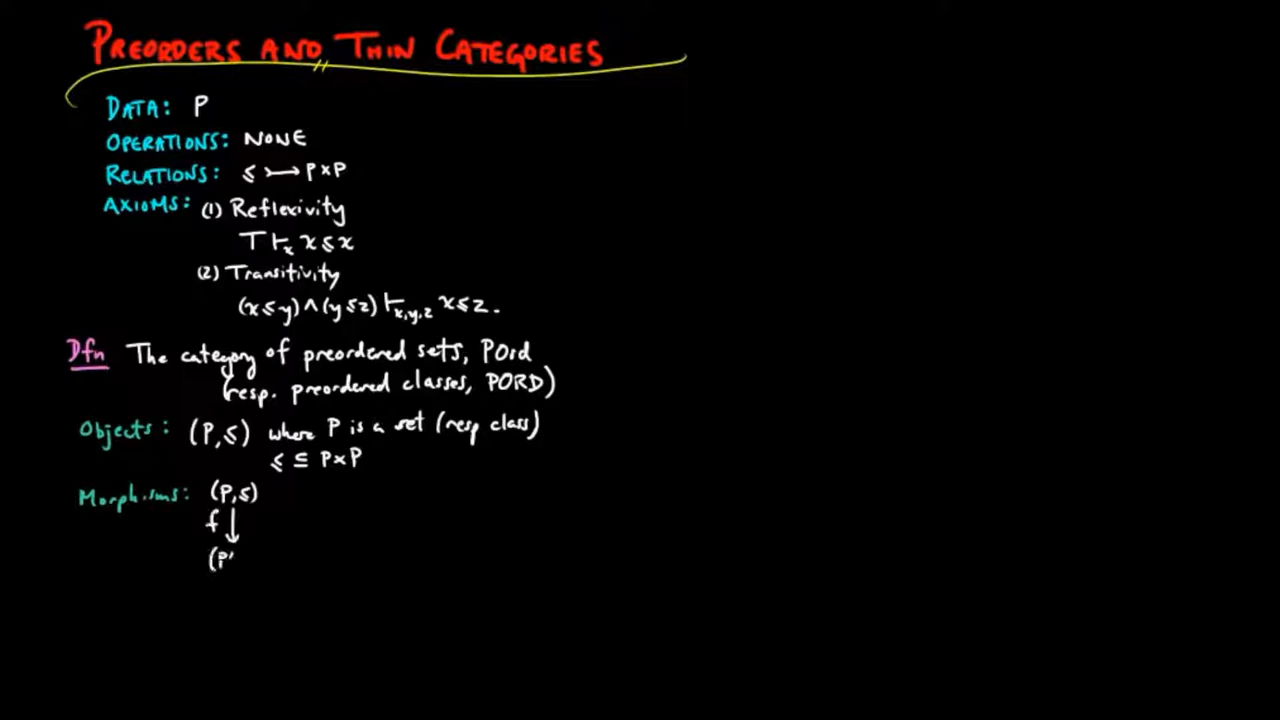 PREORDERS AND THIN CATEGORIES
DATA: P
OPERATIONS: NONE
RELATIONS: ≤ ↣ P×P
AXIOMS: (1) Reflexivity
⊤ ⊢ₓ x ≤ x
(2) Transitivity
(x ≤ y) ∧ (y ≤ z) ⊢x,y,z x ≤ z.
Dfn The category of preordered sets, POrd
(resp. preordered classes, PORD)
Objects: (P, ≤) where P is a set (resp class)
≤ ⊆ P×P
Morphisms: (P, ≤)
f ↓
(P'